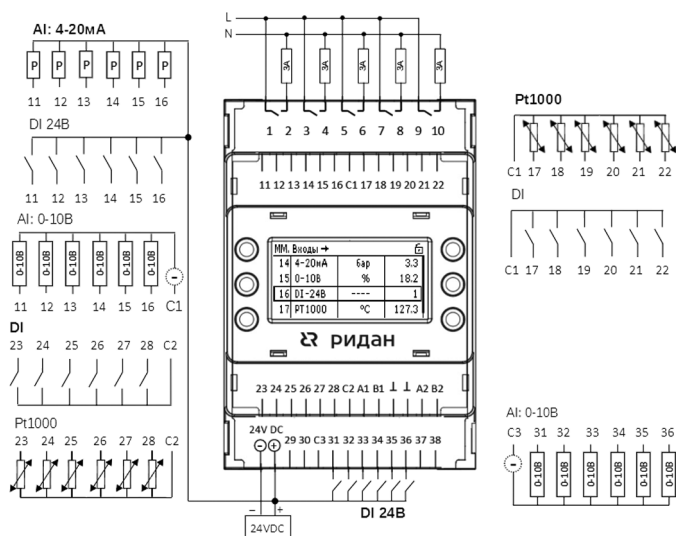 L
N
AI: 4-20мА
P P P P P P
11 12 13 14 15 16
DI 24В
11 12 13 14 15 16
AI: 0-10В
0-10В 0-10В 0-10В 0-10В 0-10В 0-10В
11 12 13 14 15 16 C1
DI
23 24 25 26 27 28 C2
Pt1000
23 24 25 26 27 28 C2
3A 3A 3A 3A 3A
1 2 3 4 5 6 7 8 9 10
11 12 13 14 15 16 C1 17 18 19 20 21 22
ММ. Входы →
14 4-20мА бар 3.3
15 0-10В % 18.2
16 DI-24В ---- 1
17 PT1000 ºC 127.3
ридан
23 24 25 26 27 28 C2 A1 B1 ⊥ ⊥ A2 B2
24V DC
− +
29 30 C3 31 32 33 34 35 36 37 38
− +
24VDC
DI 24В
Pt1000
C1 17 18 19 20 21 22
DI
C1 17 18 19 20 21 22
AI: 0-10В
C3 31 32 33 34 35 36
0-10В 0-10В 0-10В 0-10В 0-10В 0-10В